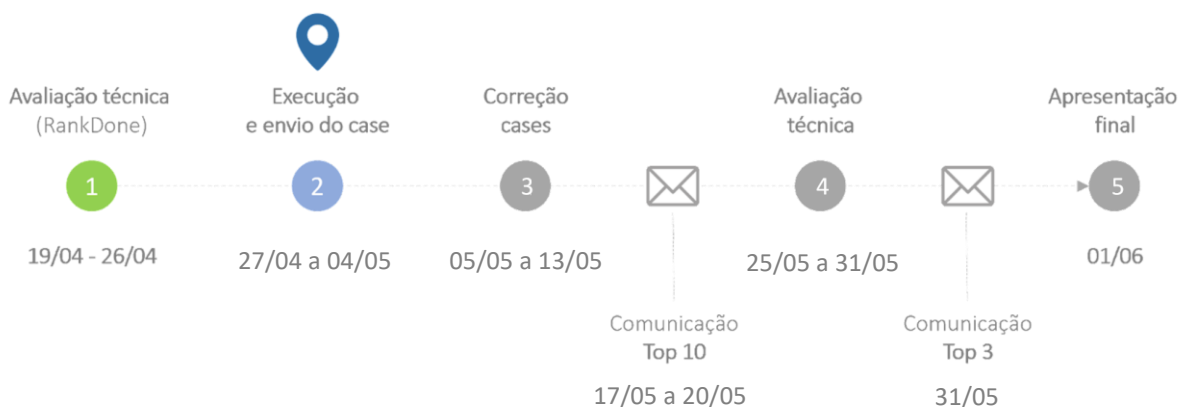 Avaliação técnica
(RankDone)
1
19/04 - 26/04
Execução
e envio do case
2
27/04 a 04/05
Correção
cases
3
05/05 a 13/05
Comunicação
Top 10
17/05 a 20/05
Avaliação
técnica
4
25/05 a 31/05
Comunicação
Top 3
31/05
Apresentação
final
5
01/06